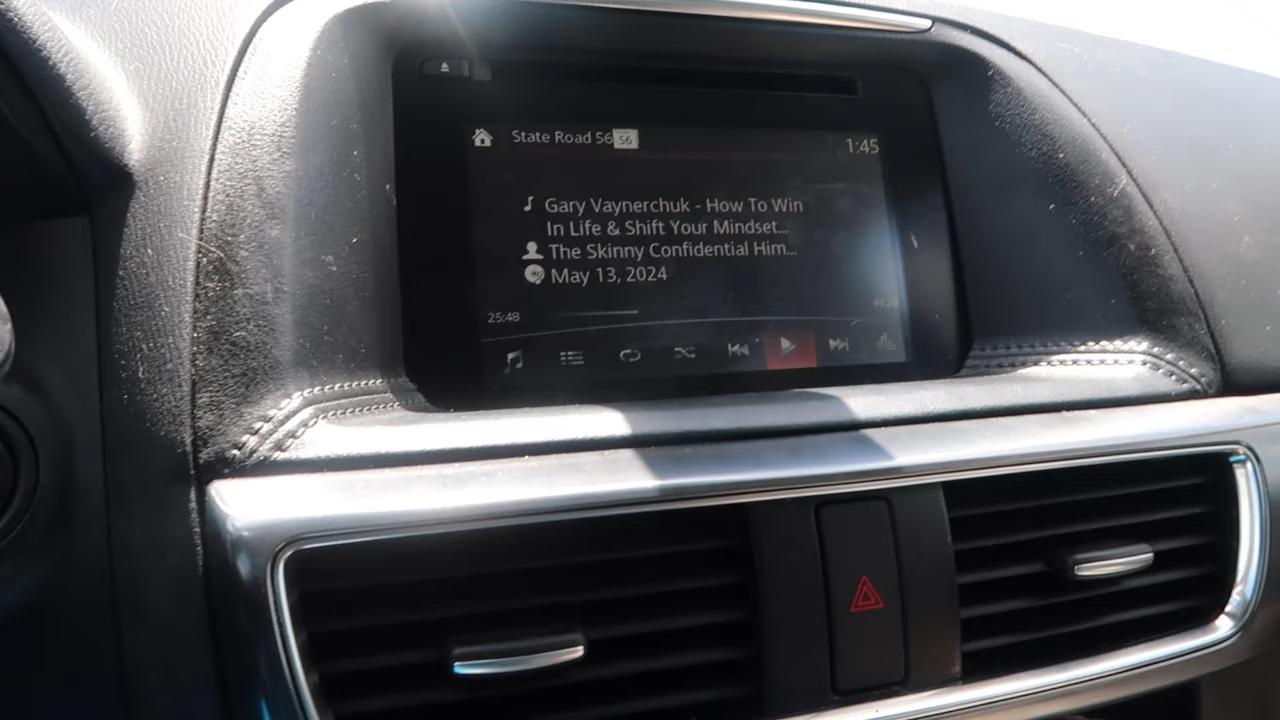 State Road 56 56
1:45
Gary Vaynerchuk - How To Win
In Life & Shift Your Mindset...
The Skinny Confidential Him...
May 13, 2024
25:48